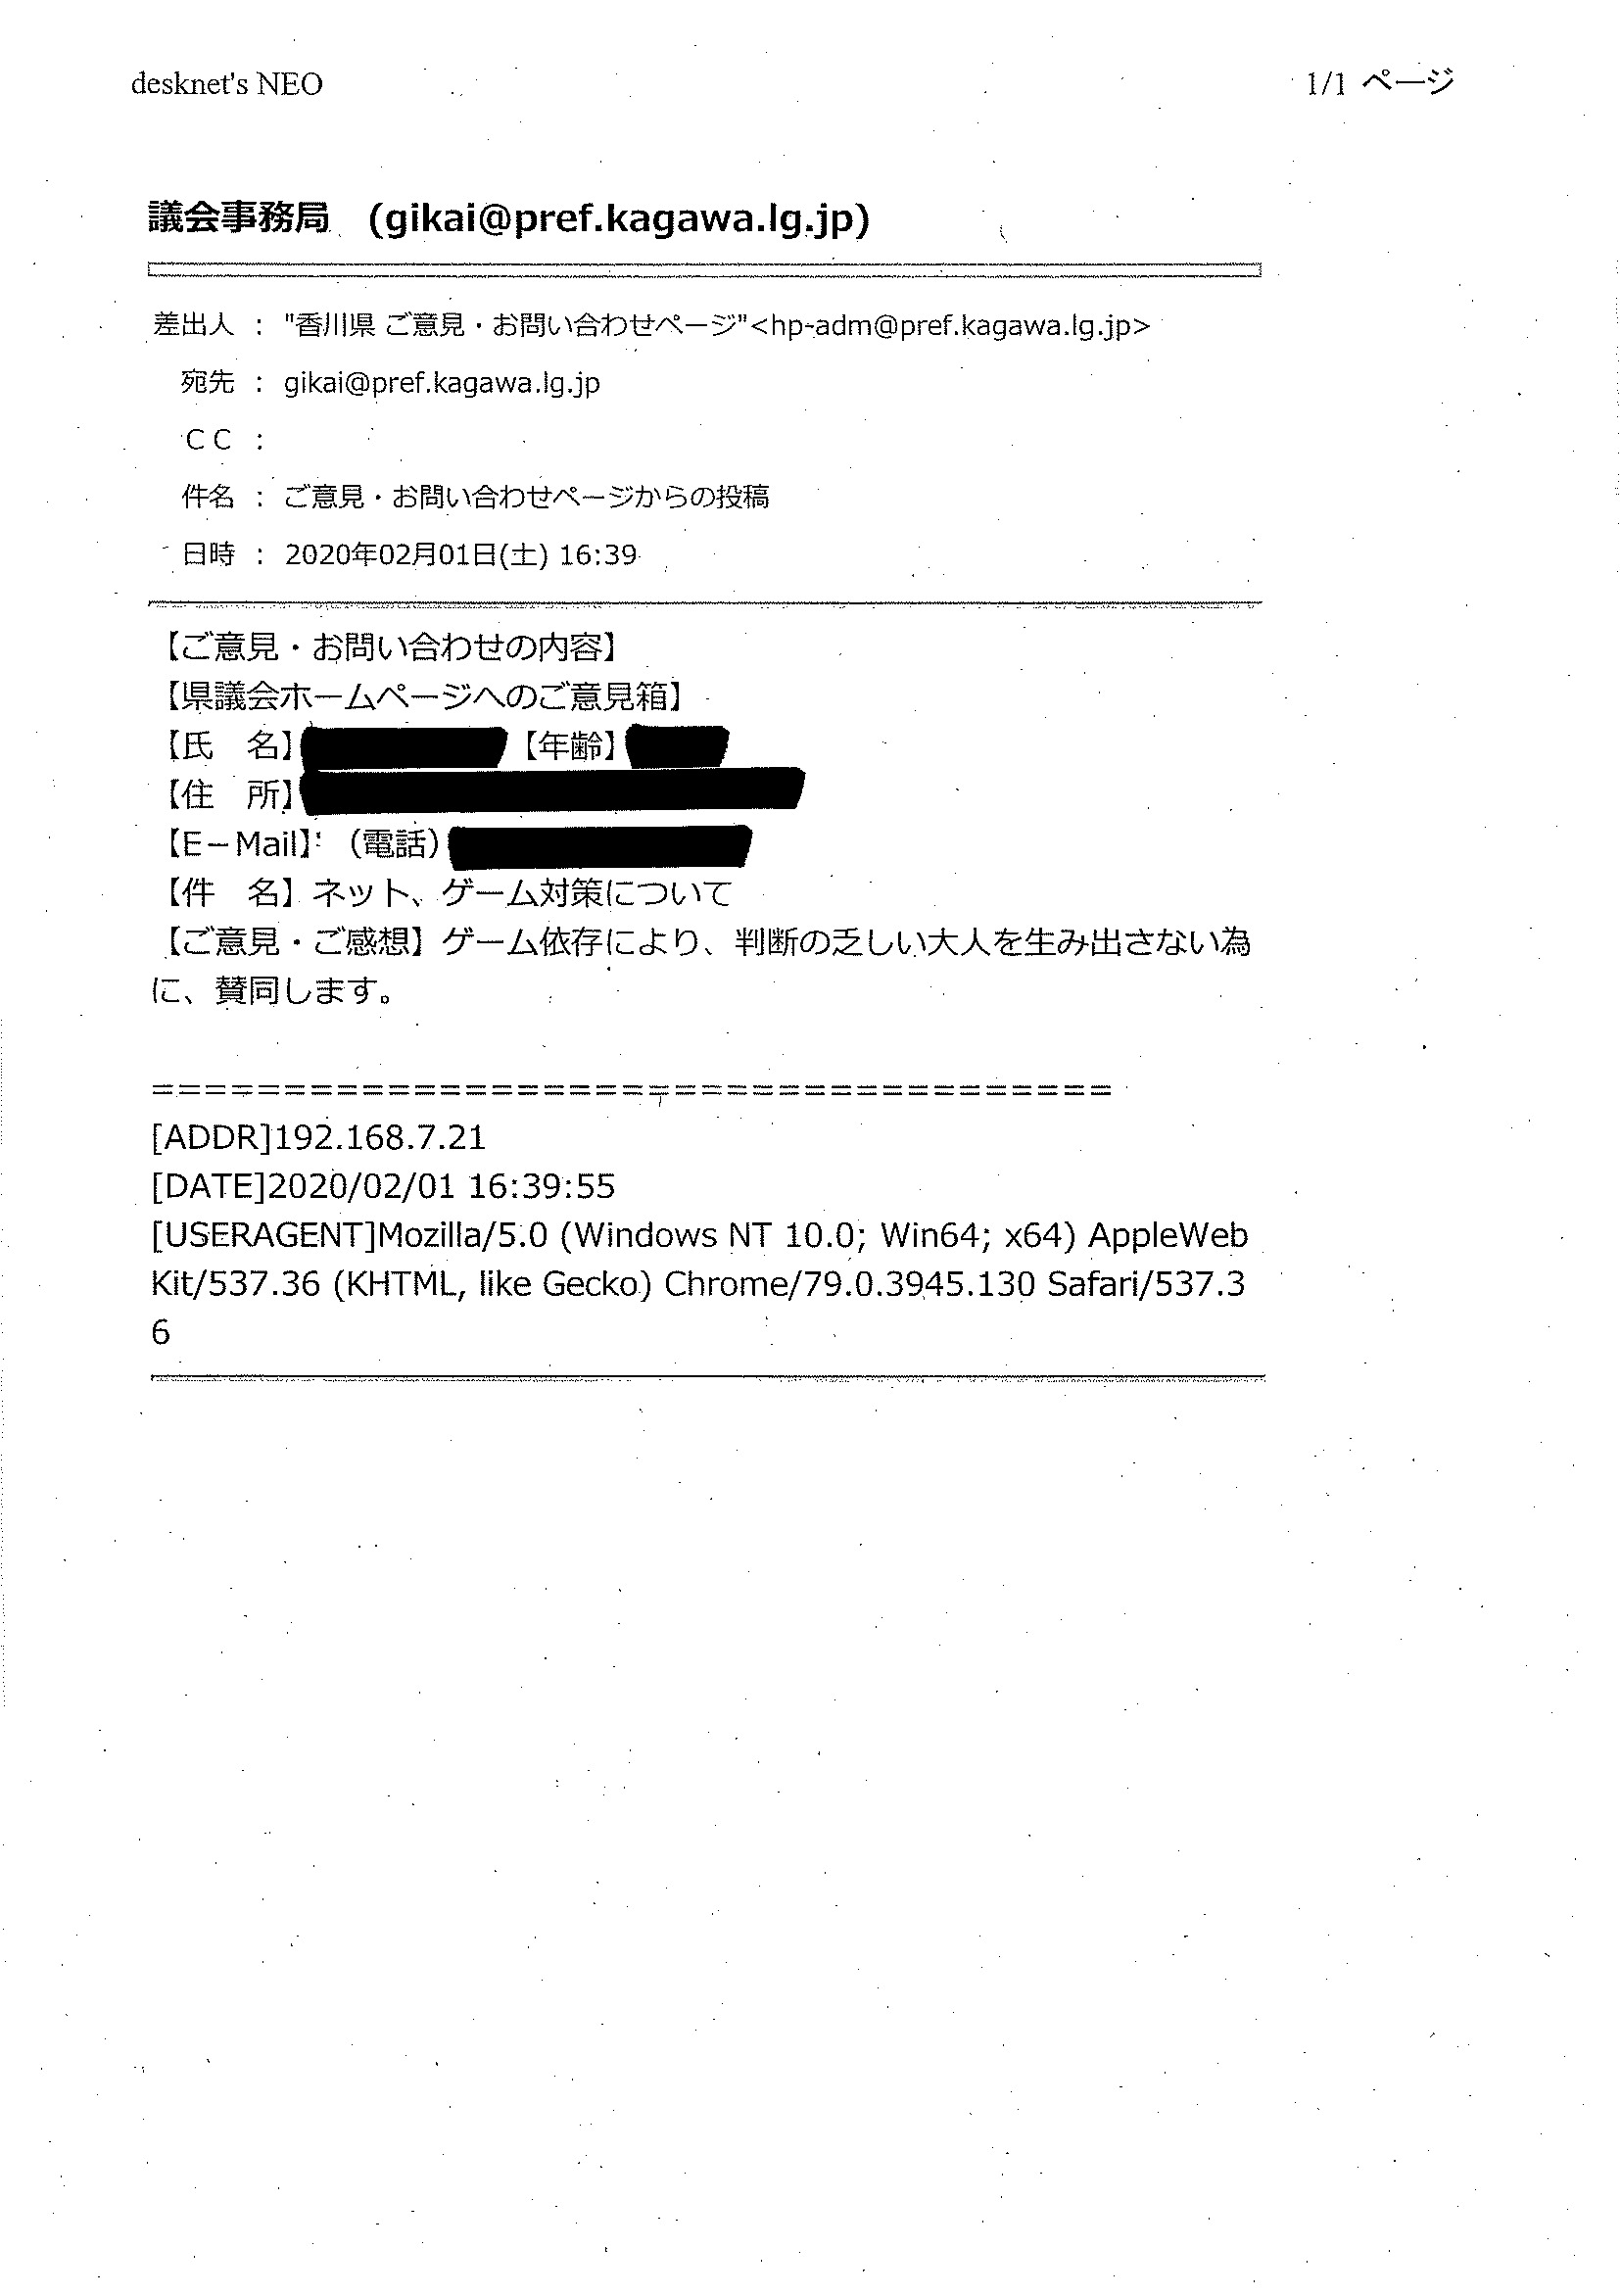 desknet's NEO
1/1 ページ
議会事務局 (gikai@pref.kagawa.lg.jp)
差出人 : "香川県 ご意見・お問い合わせページ"<hp-adm@pref.kagawa.lg.jp>
宛先 : gikai@pref.kagawa.lg.jp
CC :
件名 : ご意見・お問い合わせページからの投稿
日時 : 2020年02月01日(土) 16:39
【ご意見・お問い合わせの内容】
【県議会ホームページへのご意見箱】
【氏　名】 【年齢】
【住　所】
【E－Mail】 （電話）
【件　名】ネット、ゲーム対策について
【ご意見・ご感想】ゲーム依存により、判断の乏しい大人を生み出さない為
に、賛同します。
=====================================
[ADDR]192.168.7.21
[DATE]2020/02/01 16:39:55
[USERAGENT]Mozilla/5.0 (Windows NT 10.0; Win64; x64) AppleWeb
Kit/537.36 (KHTML, like Gecko) Chrome/79.0.3945.130 Safari/537.3
6